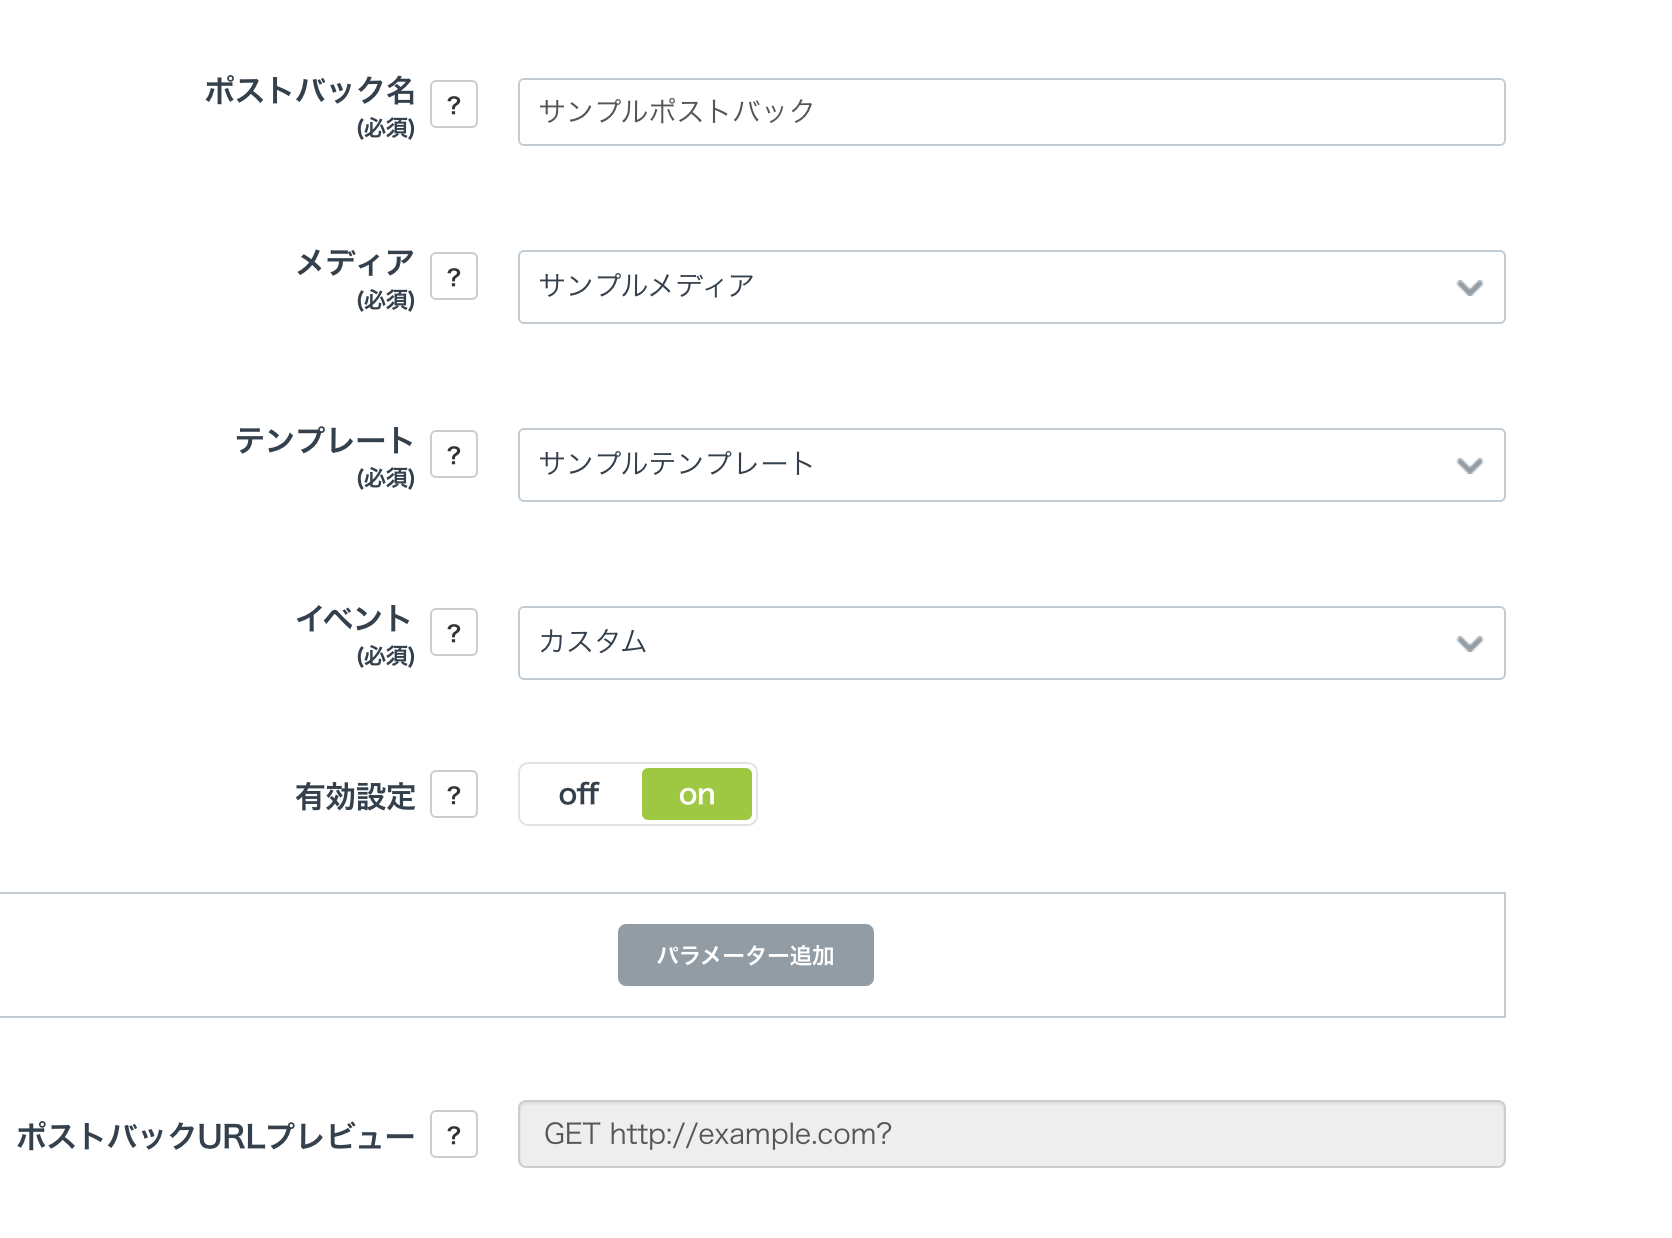 ポストバック名
(必須)
?
サンプルポストバック
メディア
(必須)
?
サンプルメディア
テンプレート
(必須)
?
サンプルテンプレート
イベント
(必須)
?
カスタム
有効設定
?
off on
パラメーター追加
ポストバックURLプレビュー
?
GET http://example.com?